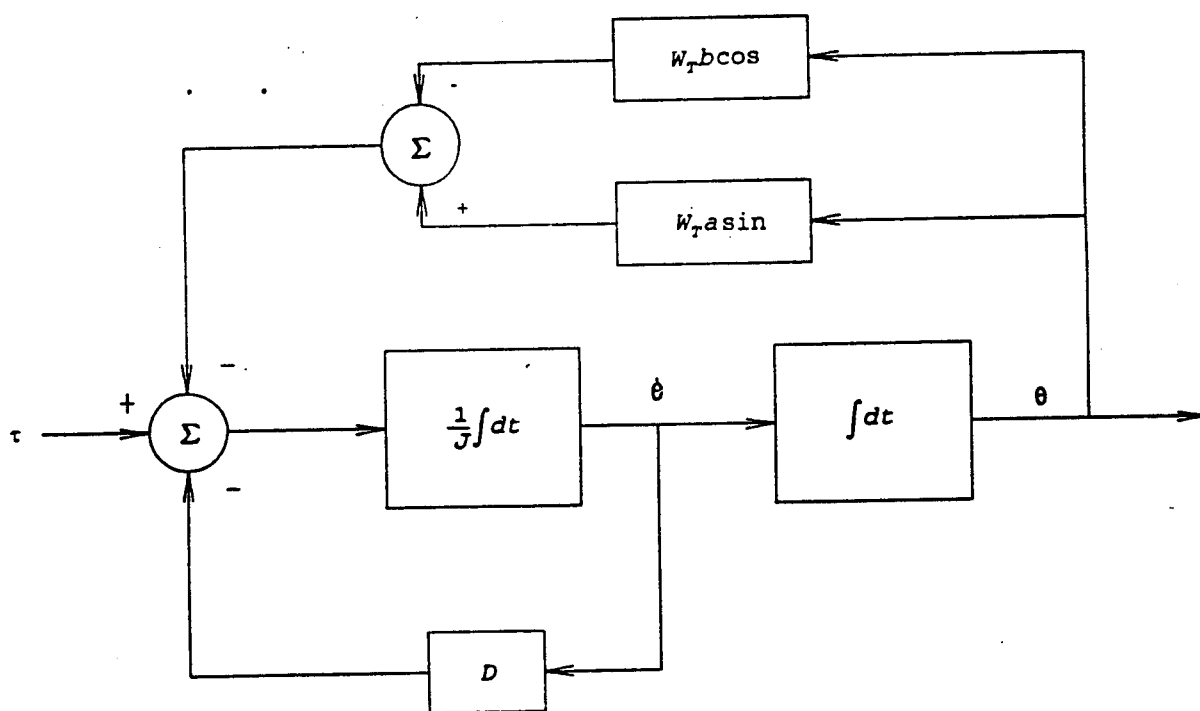 W_T b cos
-
Σ
+
W_T a sin
-
+
τ
Σ
1/J ∫dt
θ̇
∫dt
θ
-
D